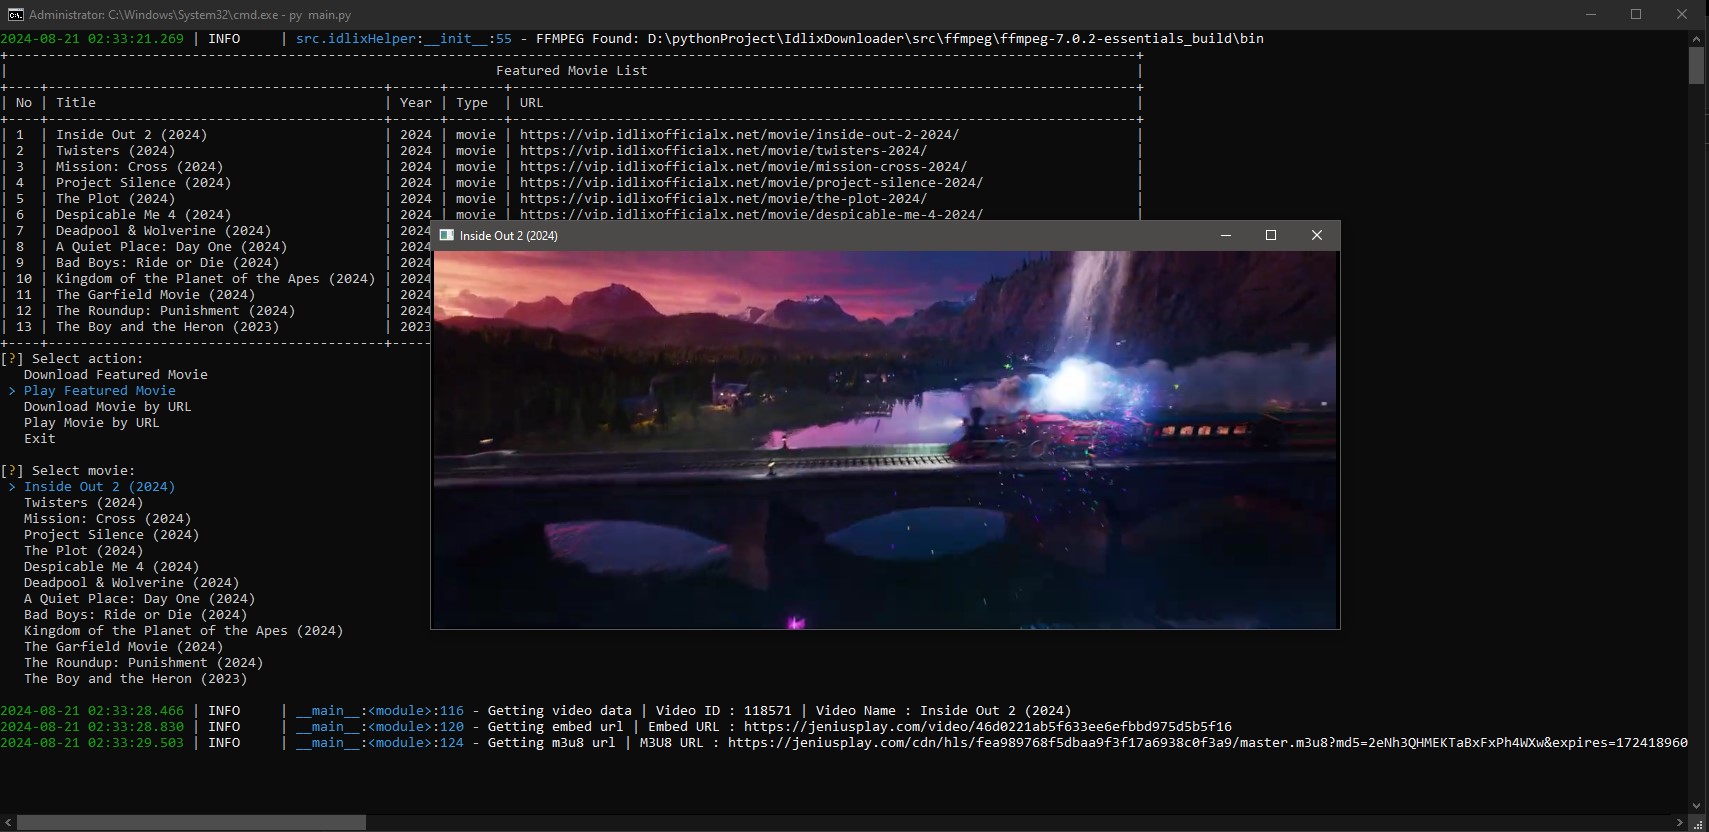 Administrator: C:\Windows\System32\cmd.exe - py main.py
2024-08-21 02:33:21.269 | INFO     | src.idlixHelper:__init__:55 - FFMPEG Found: D:\pythonProject\IdlixDownloader\src\ffmpeg\ffmpeg-7.0.2-essentials_build\bin
Featured Movie List
| No | Title | Year | Type | URL |
| 1 | Inside Out 2 (2024) | 2024 | movie | https://vip.idlixofficialx.net/movie/inside-out-2-2024/ |
| 2 | Twisters (2024) | 2024 | movie | https://vip.idlixofficialx.net/movie/twisters-2024/ |
| 3 | Mission: Cross (2024) | 2024 | movie | https://vip.idlixofficialx.net/movie/mission-cross-2024/ |
| 4 | Project Silence (2024) | 2024 | movie | https://vip.idlixofficialx.net/movie/project-silence-2024/ |
| 5 | The Plot (2024) | 2024 | movie | https://vip.idlixofficialx.net/movie/the-plot-2024/ |
| 6 | Despicable Me 4 (2024) | 2024 | movie | https://vip.idlixofficialx.net/movie/despicable-me-4-2024/ |
| 7 | Deadpool & Wolverine (2024) | 2024
| 8 | A Quiet Place: Day One (2024) | 2024
| 9 | Bad Boys: Ride or Die (2024) | 2024
| 10 | Kingdom of the Planet of the Apes (2024) | 2024
| 11 | The Garfield Movie (2024) | 2024
| 12 | The Roundup: Punishment (2024) | 2024
| 13 | The Boy and the Heron (2023) | 2023
Inside Out 2 (2024)
[?] Select action:
Download Featured Movie
> Play Featured Movie
Download Movie by URL
Play Movie by URL
Exit
[?] Select movie:
> Inside Out 2 (2024)
Twisters (2024)
Mission: Cross (2024)
Project Silence (2024)
The Plot (2024)
Despicable Me 4 (2024)
Deadpool & Wolverine (2024)
A Quiet Place: Day One (2024)
Bad Boys: Ride or Die (2024)
Kingdom of the Planet of the Apes (2024)
The Garfield Movie (2024)
The Roundup: Punishment (2024)
The Boy and the Heron (2023)
2024-08-21 02:33:28.466 | INFO     | __main__:<module>:116 - Getting video data | Video ID : 118571 | Video Name : Inside Out 2 (2024)
2024-08-21 02:33:28.830 | INFO     | __main__:<module>:120 - Getting embed url | Embed URL : https://jeniusplay.com/video/46d0221ab5f633ee6efbbd975d5b5f16
2024-08-21 02:33:29.503 | INFO     | __main__:<module>:124 - Getting m3u8 url | M3U8 URL : https://jeniusplay.com/cdn/hls/fea989768f5dbaa9f3f17a6938c0f3a9/master.m3u8?md5=2eNh3QHMEKTaBxFxPh4WXw&expires=172418960